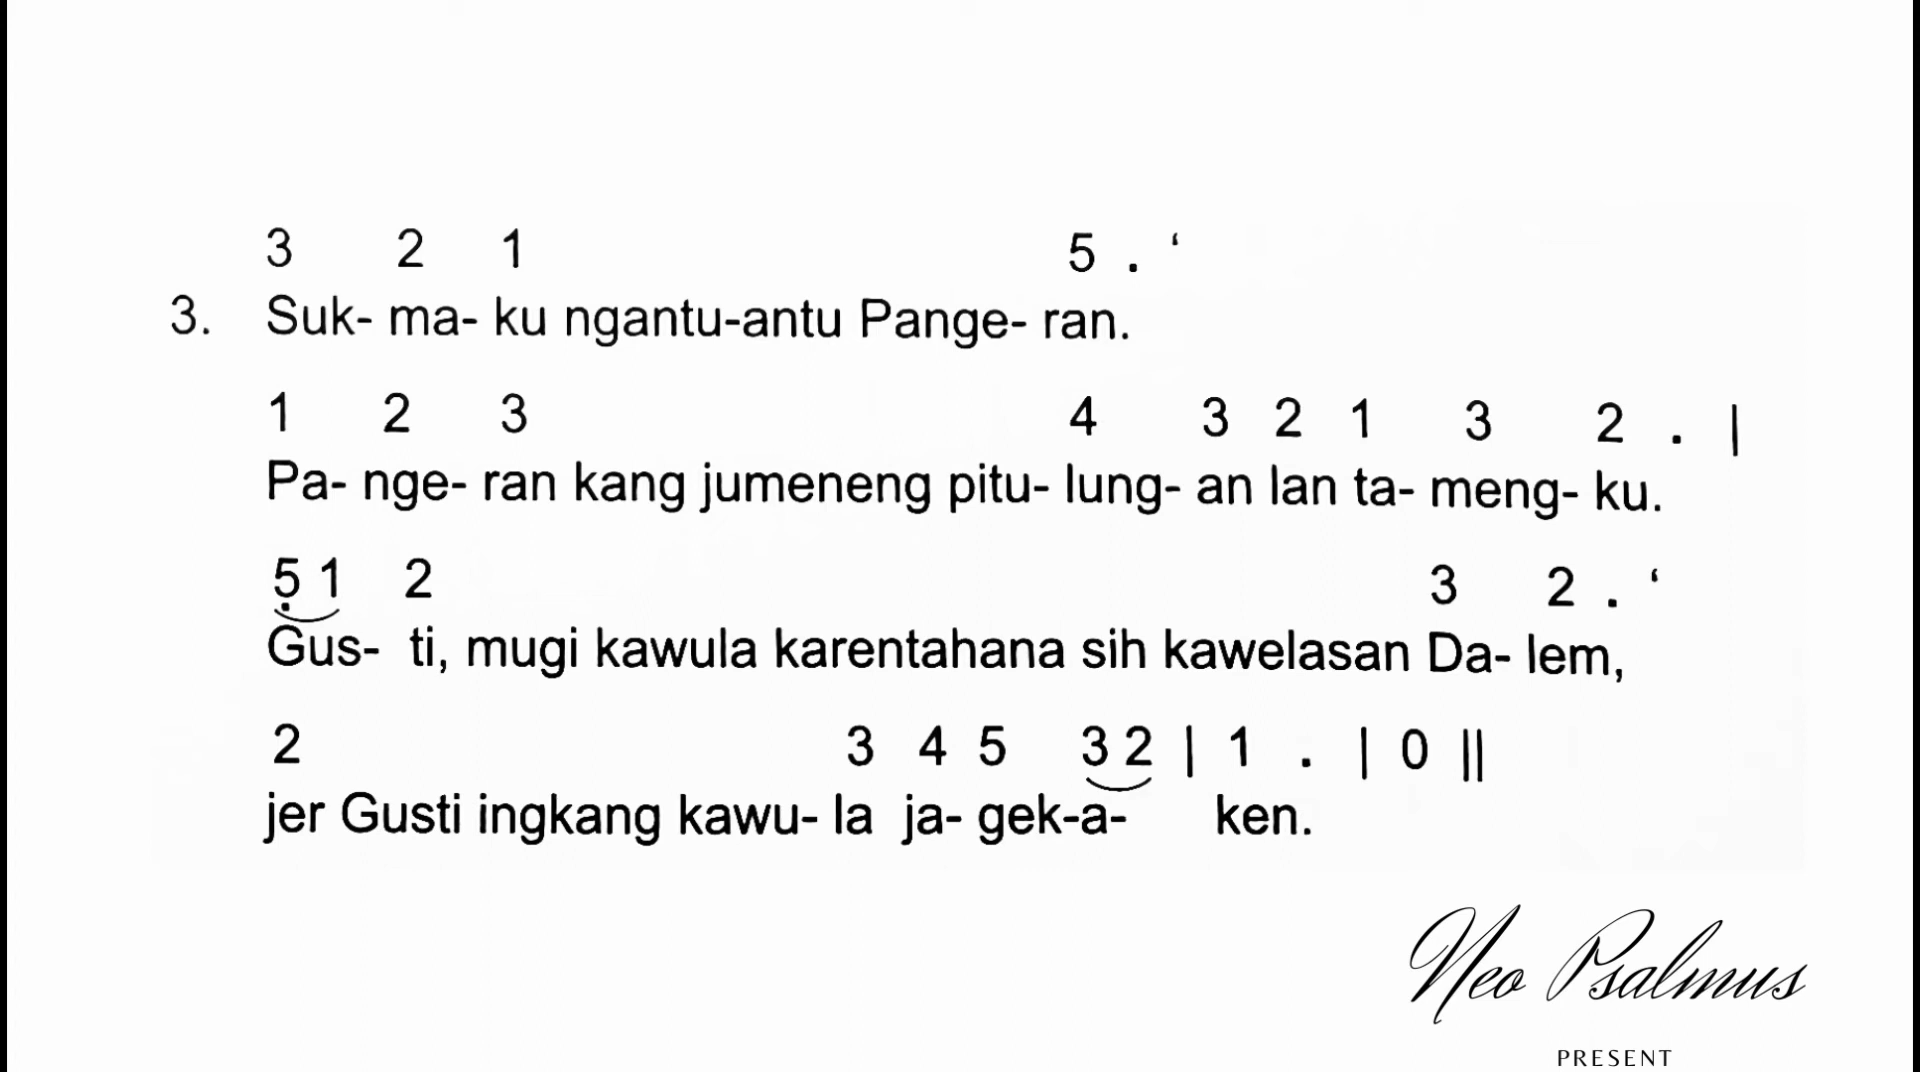 3 2 1 5 . ‘
3. Suk- ma- ku ngantu-antu Pange- ran.
1 2 3 4 3 2 1 3 2 . |
Pa- nge- ran kang jumeneng pitu- lung- an lan ta- meng- ku.
5̣ 1 2 3 2 . ‘
Gus- ti, mugi kawula karentahana sih kawelasan Da- lem,
2 3 4 5 3 2 | 1 . | 0 ||
jer Gusti ingkang kawu- la ja- gek-a- ken.
Neo Psalmus
PRESENT